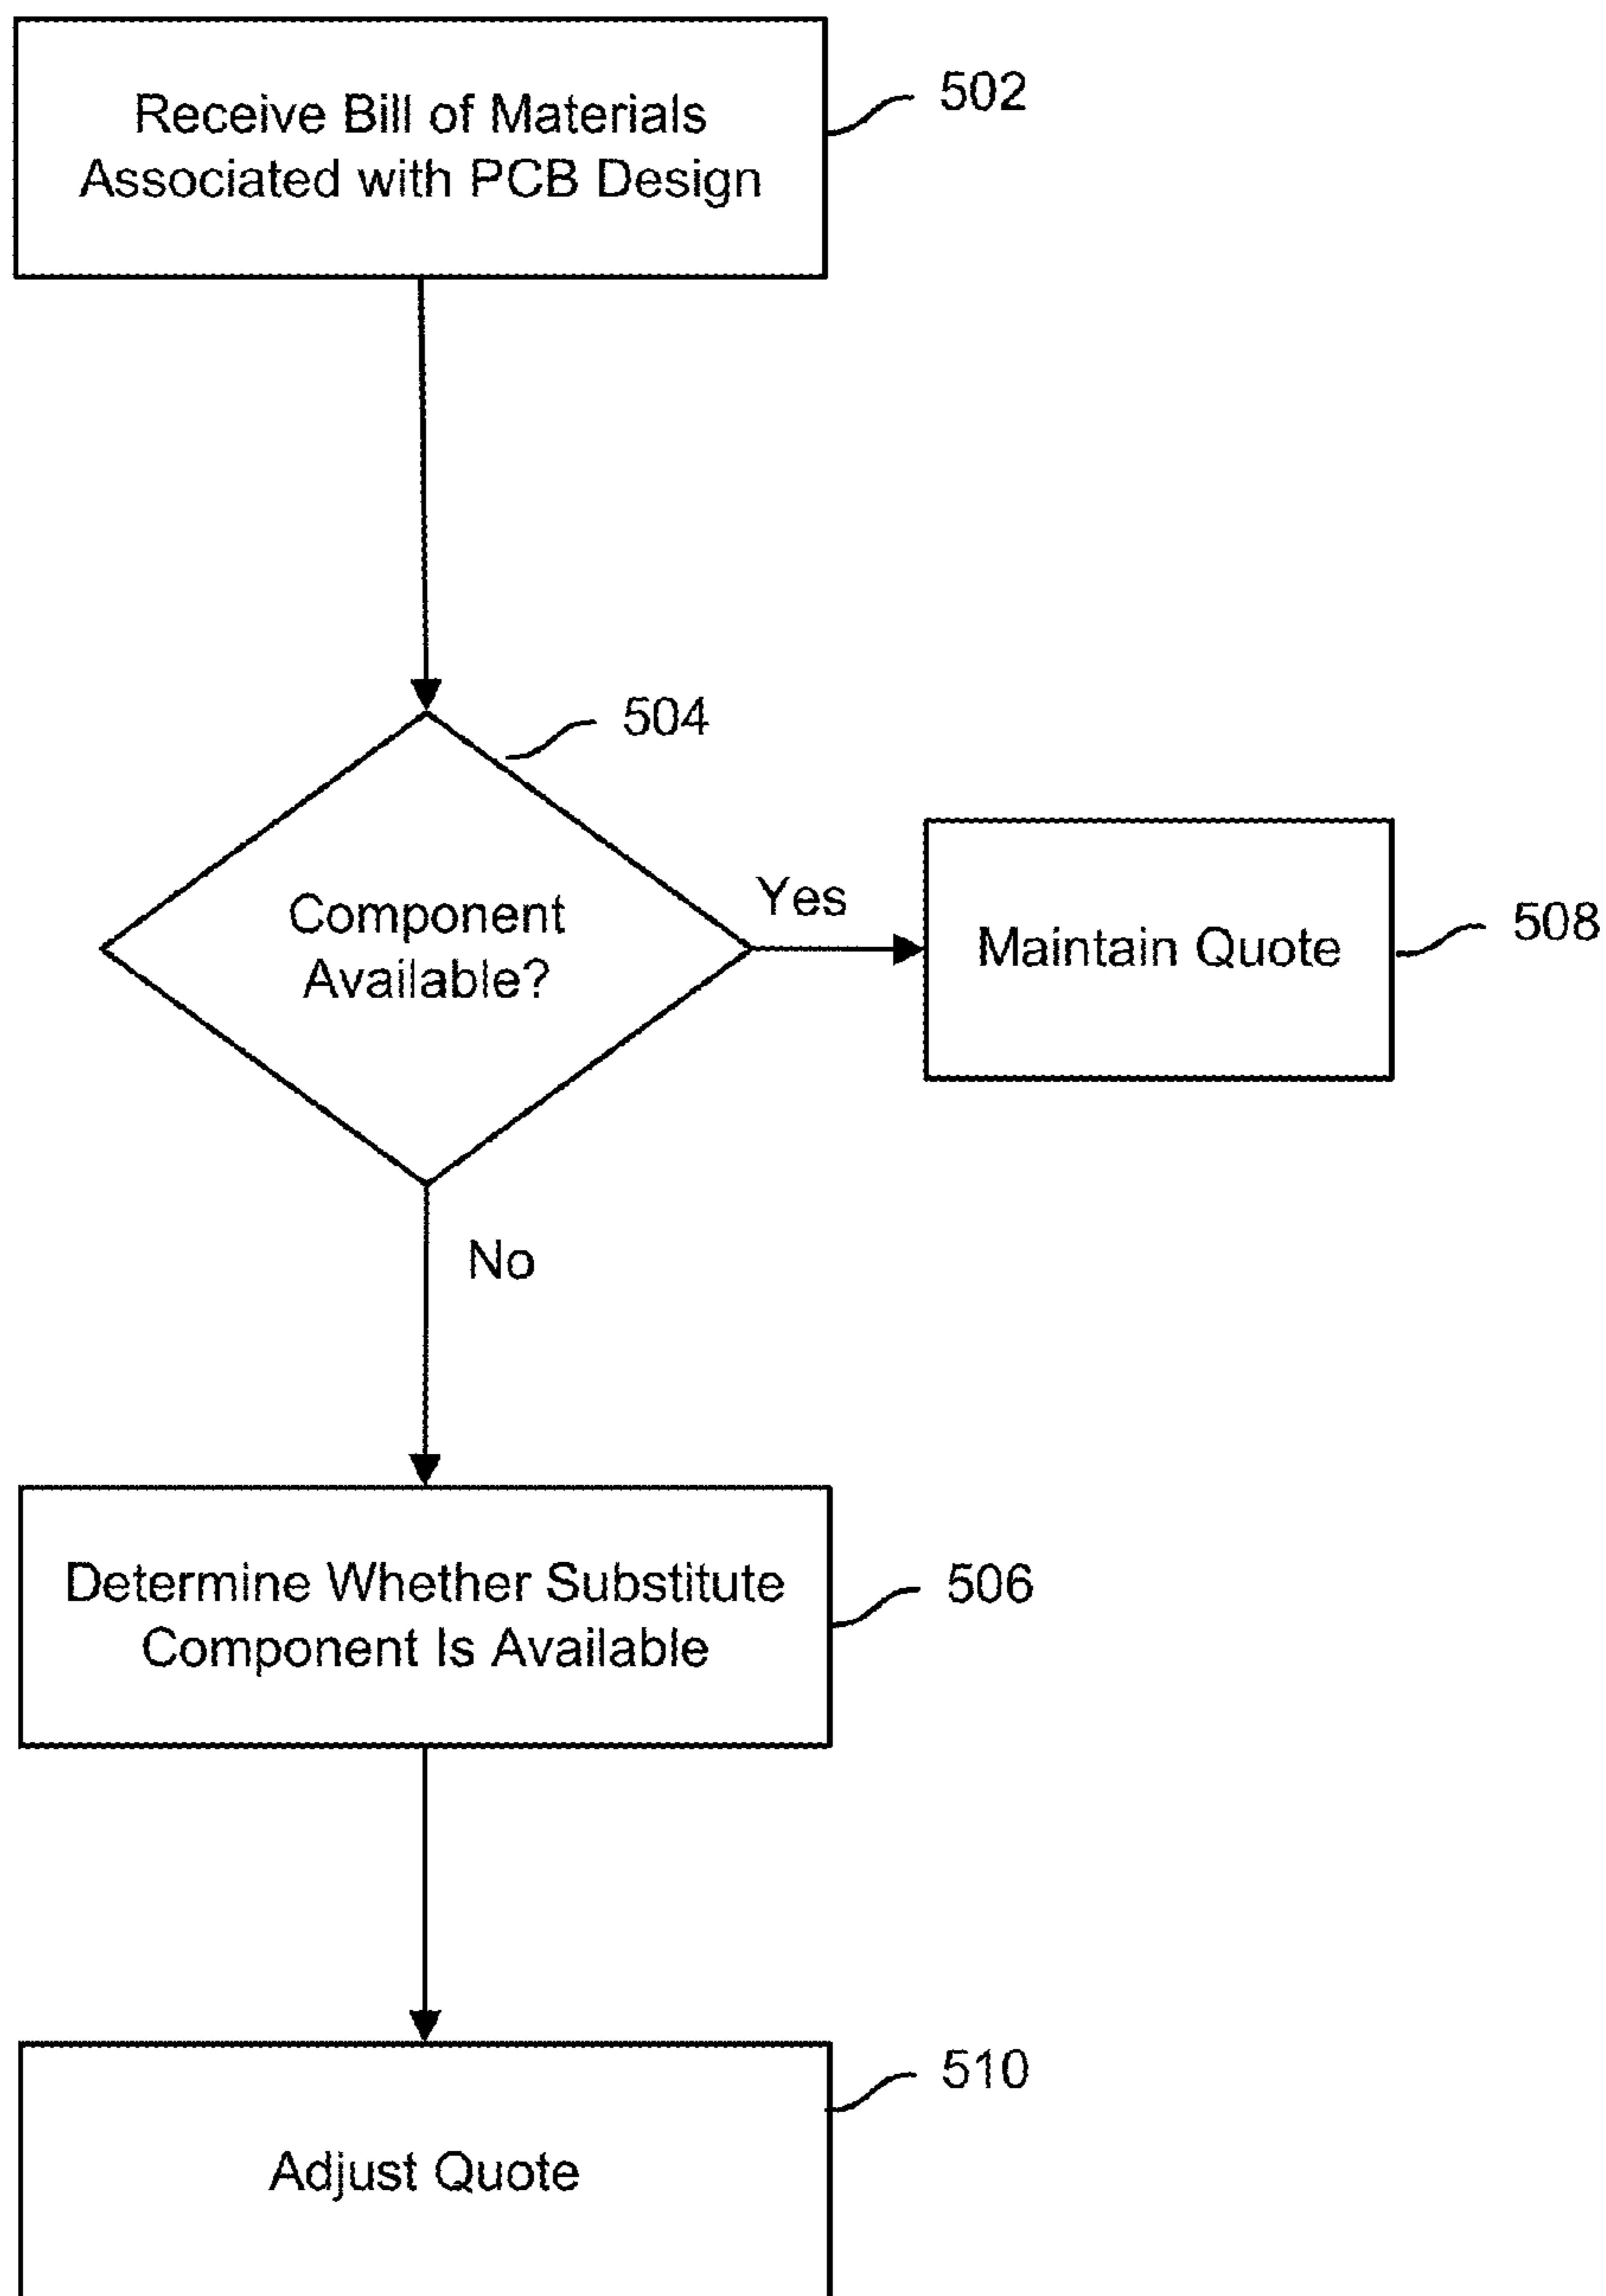 Receive Bill of Materials
Associated with PCB Design
502
504
Component
Available?
Yes
Maintain Quote
508
No
Determine Whether Substitute
Component Is Available
506
510
Adjust Quote